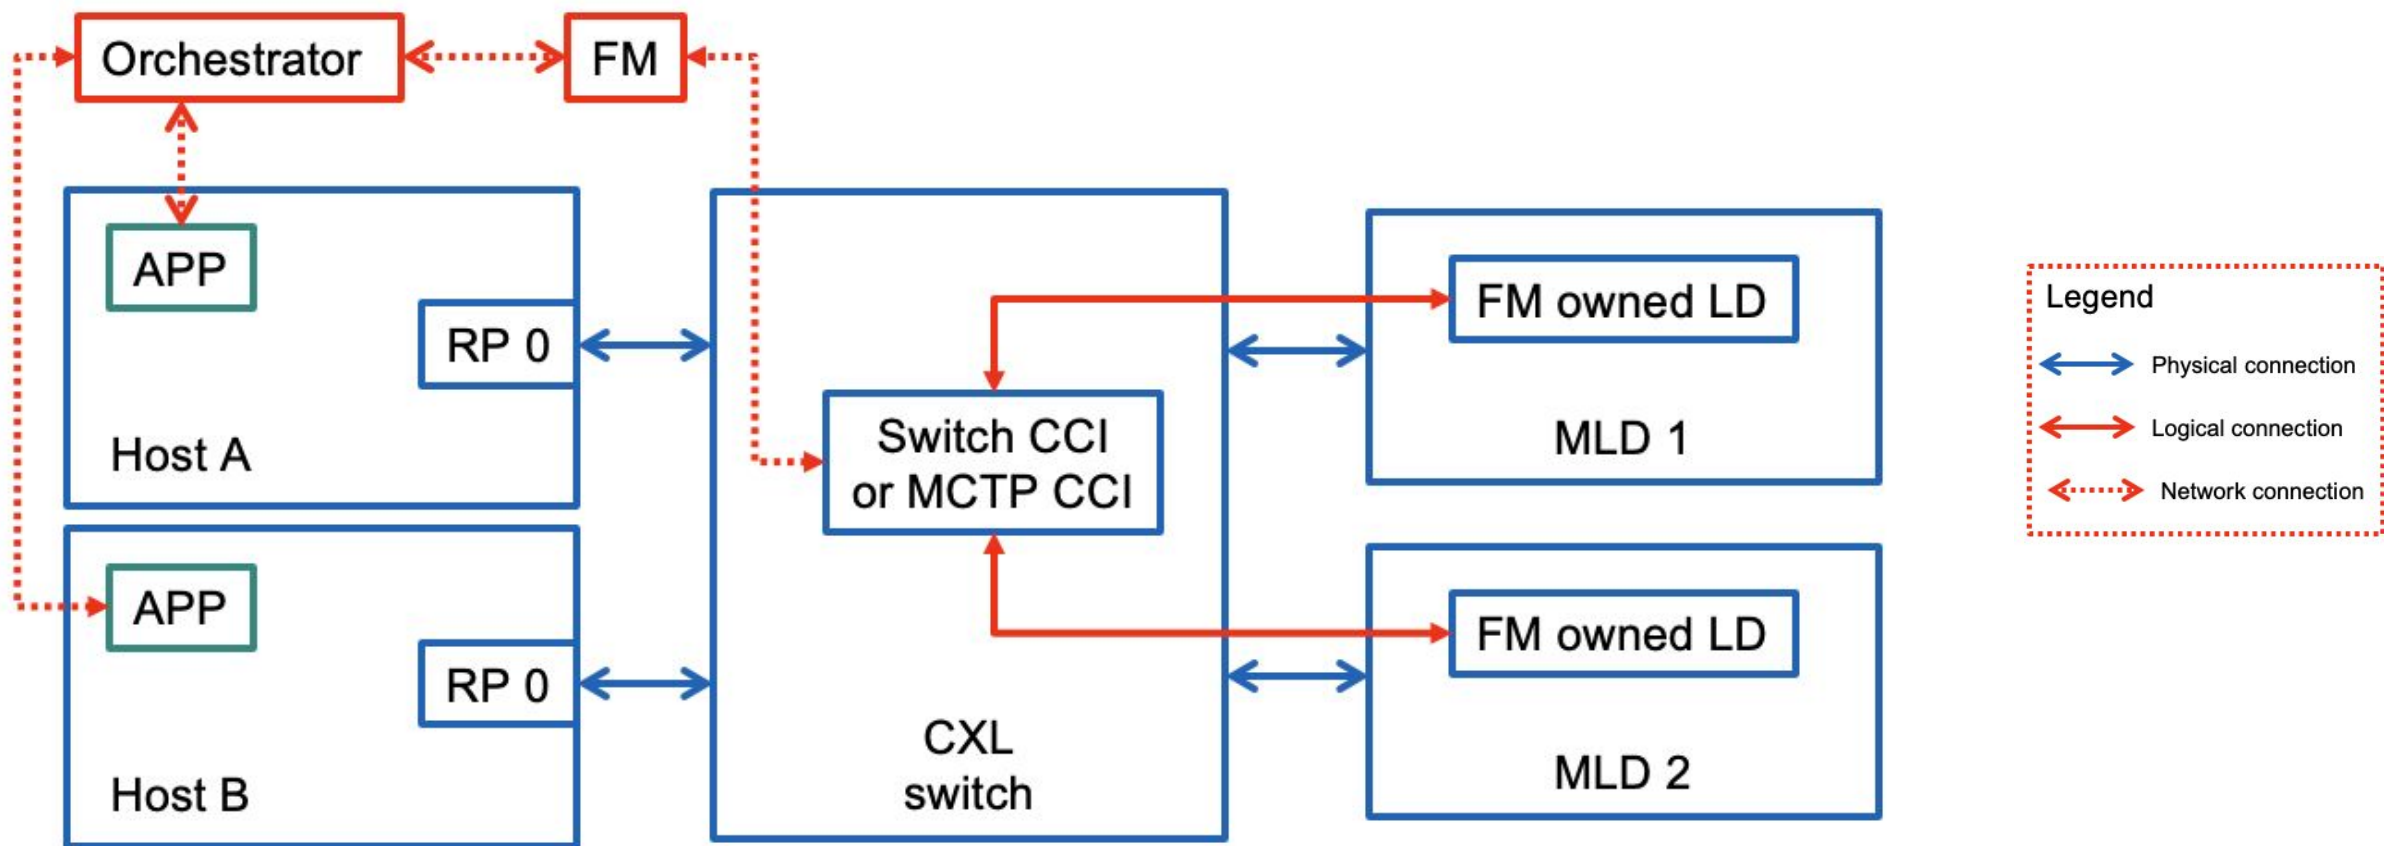 Orchestrator
FM
APP
RP 0
Host A
APP
RP 0
Host B
Switch CCI
or MCTP CCI
CXL
switch
FM owned LD
MLD 1
FM owned LD
MLD 2
Legend
Physical connection
Logical connection
Network connection